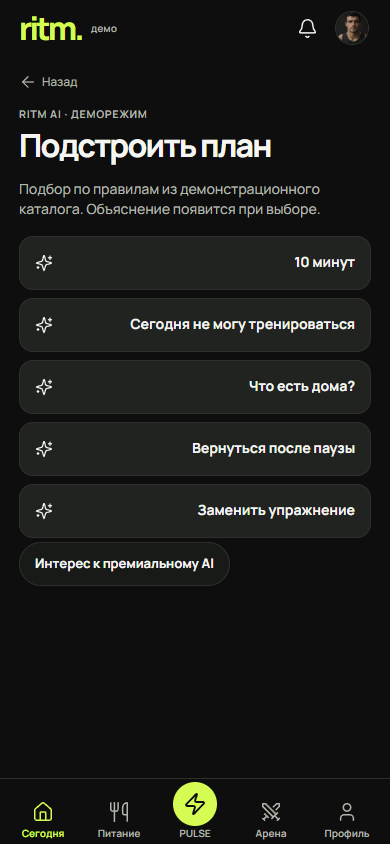 ritm. демо
Назад
RITM AI · ДЕМОРЕЖИМ
Подстроить план
Подбор по правилам из демонстрационного
каталога. Объяснение появится при выборе.
10 минут
Сегодня не могу тренироваться
Что есть дома?
Вернуться после паузы
Заменить упражнение
Интерес к премиальному AI
Сегодня Питание PULSE Арена Профиль